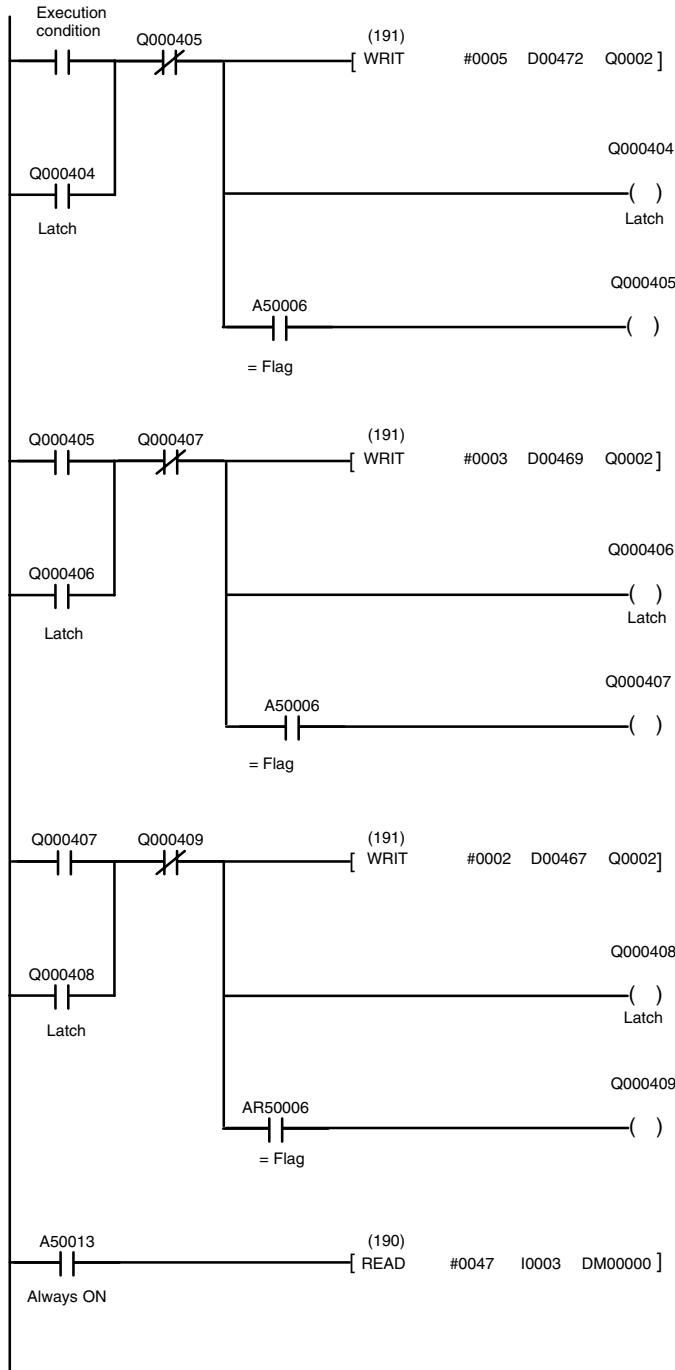 Execution
condition
Q000405
(191)
[ WRIT #0005 D00472 Q0002 ]
Q000404
Q000404
( )
Latch
Latch
Q000405
A50006
( )
= Flag
Q000405
Q000407
(191)
[ WRIT #0003 D00469 Q0002 ]
Q000406
Q000406
( )
Latch
Latch
Q000407
A50006
( )
= Flag
Q000407
Q000409
(191)
[ WRIT #0002 D00467 Q0002]
Q000408
Q000408
( )
Latch
Latch
Q000409
AR50006
( )
= Flag
A50013
(190)
[ READ #0047 I0003 DM00000 ]
Always ON